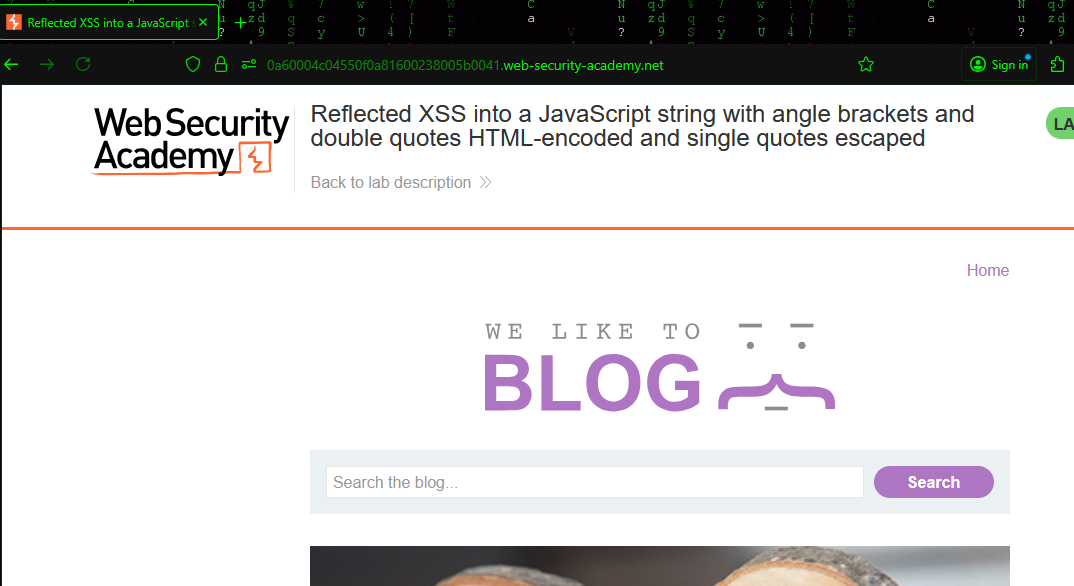 Reflected XSS into a JavaScript s
0a60004c04550f0a81600238005b0041.web-security-academy.net
Sign in
Web Security
Academy
Reflected XSS into a JavaScript string with angle brackets and
double quotes HTML-encoded and single quotes escaped
LA
Back to lab description
Home
WE LIKE TO
BLOG
Search the blog...
Search